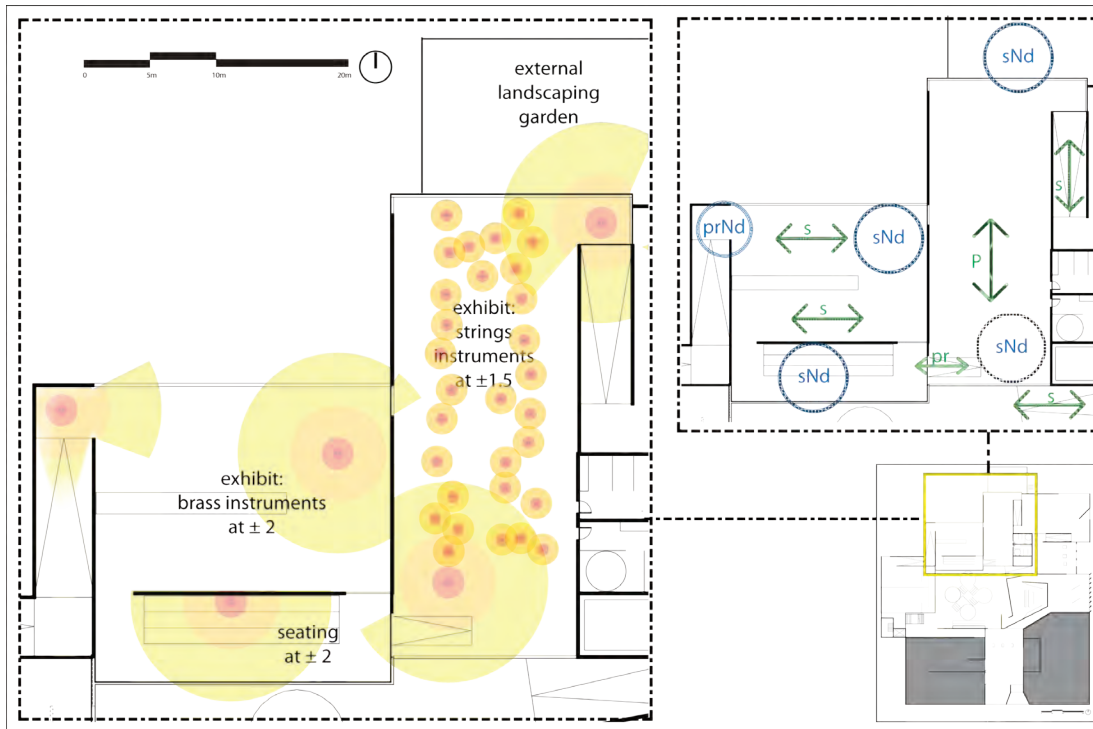 0 5m 10m 20m
external
landscaping
garden
exhibit:
strings
instruments
at ±1.5
exhibit:
brass instruments
at ± 2
seating
at ± 2
sNd
s
prNd
s
sNd
P
s
sNd
pr
sNd
s